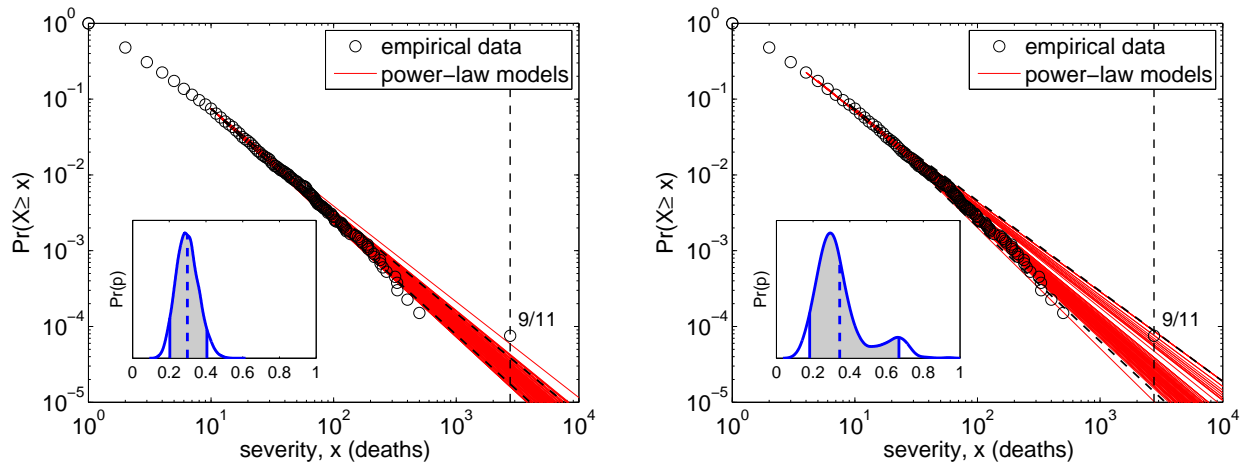 10^0
10^-1
10^-2
10^-3
10^-4
10^-5
Pr(X≥ x)
empirical data
power−law models
9/11
Pr(p)
0 0.2 0.4 0.6 0.8 1
10^0 10^1 10^2 10^3 10^4
severity, x (deaths)
10^0
10^-1
10^-2
10^-3
10^-4
10^-5
Pr(X≥ x)
empirical data
power−law models
9/11
Pr(p)
0 0.2 0.4 0.6 0.8 1
10^0 10^1 10^2 10^3 10^4
severity, x (deaths)